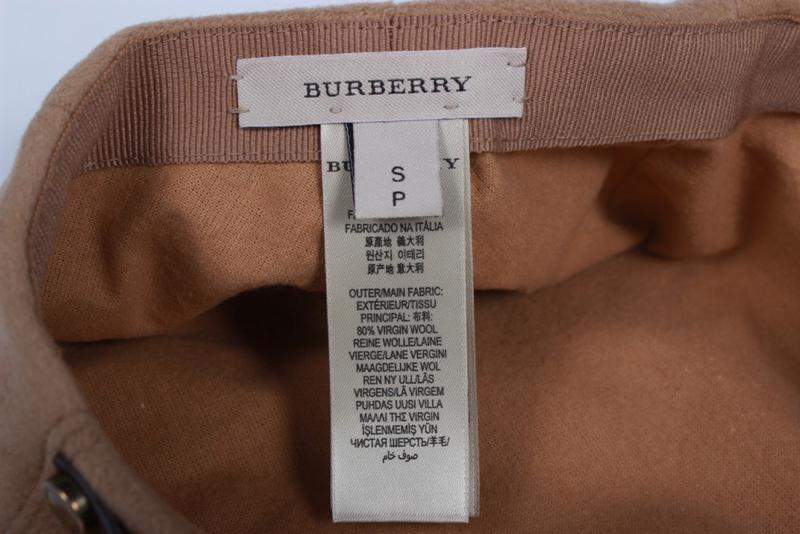 BURBERRY
S
P
FABRICADO NA ITÁLIA
原產地 義大利
원산지 이태리
原产地 意大利
OUTER/MAIN FABRIC:
EXTÉRIEUR/TISSU
PRINCIPAL: 布料:
80% VIRGIN WOOL
REINE WOLLE/LAINE
VIERGE/LANE VERGINI
MAAGDELIJKE WOL
REN NY ULL/LÃS
VIRGENS/LÃ VIRGEM
PUHDAS UUSI VILLA
ΜΑΛΛΙ ΤΗΣ VIRGIN
İŞLENMEMİŞ YÜN
ЧИСТАЯ ШЕРСТЬ/羊毛/
صوف خام